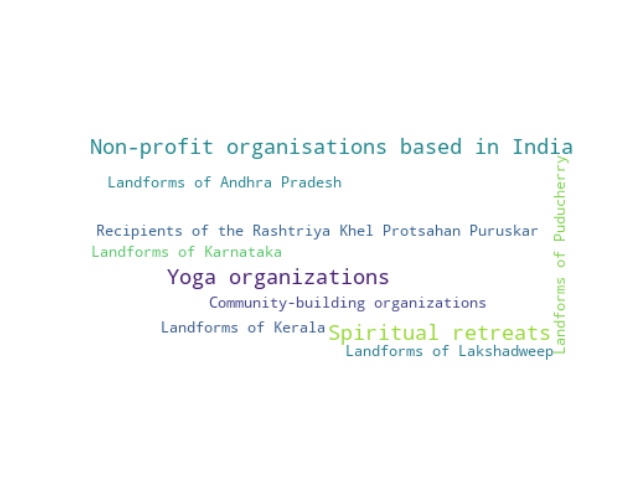 Non-profit organisations based in India
Landforms of Andhra Pradesh
Landforms of Puducherry
Recipients of the Rashtriya Khel Protsahan Puruskar
Landforms of Karnataka
Yoga organizations
Community-building organizations
Landforms of Kerala
Spiritual retreats
Landforms of Lakshadweep